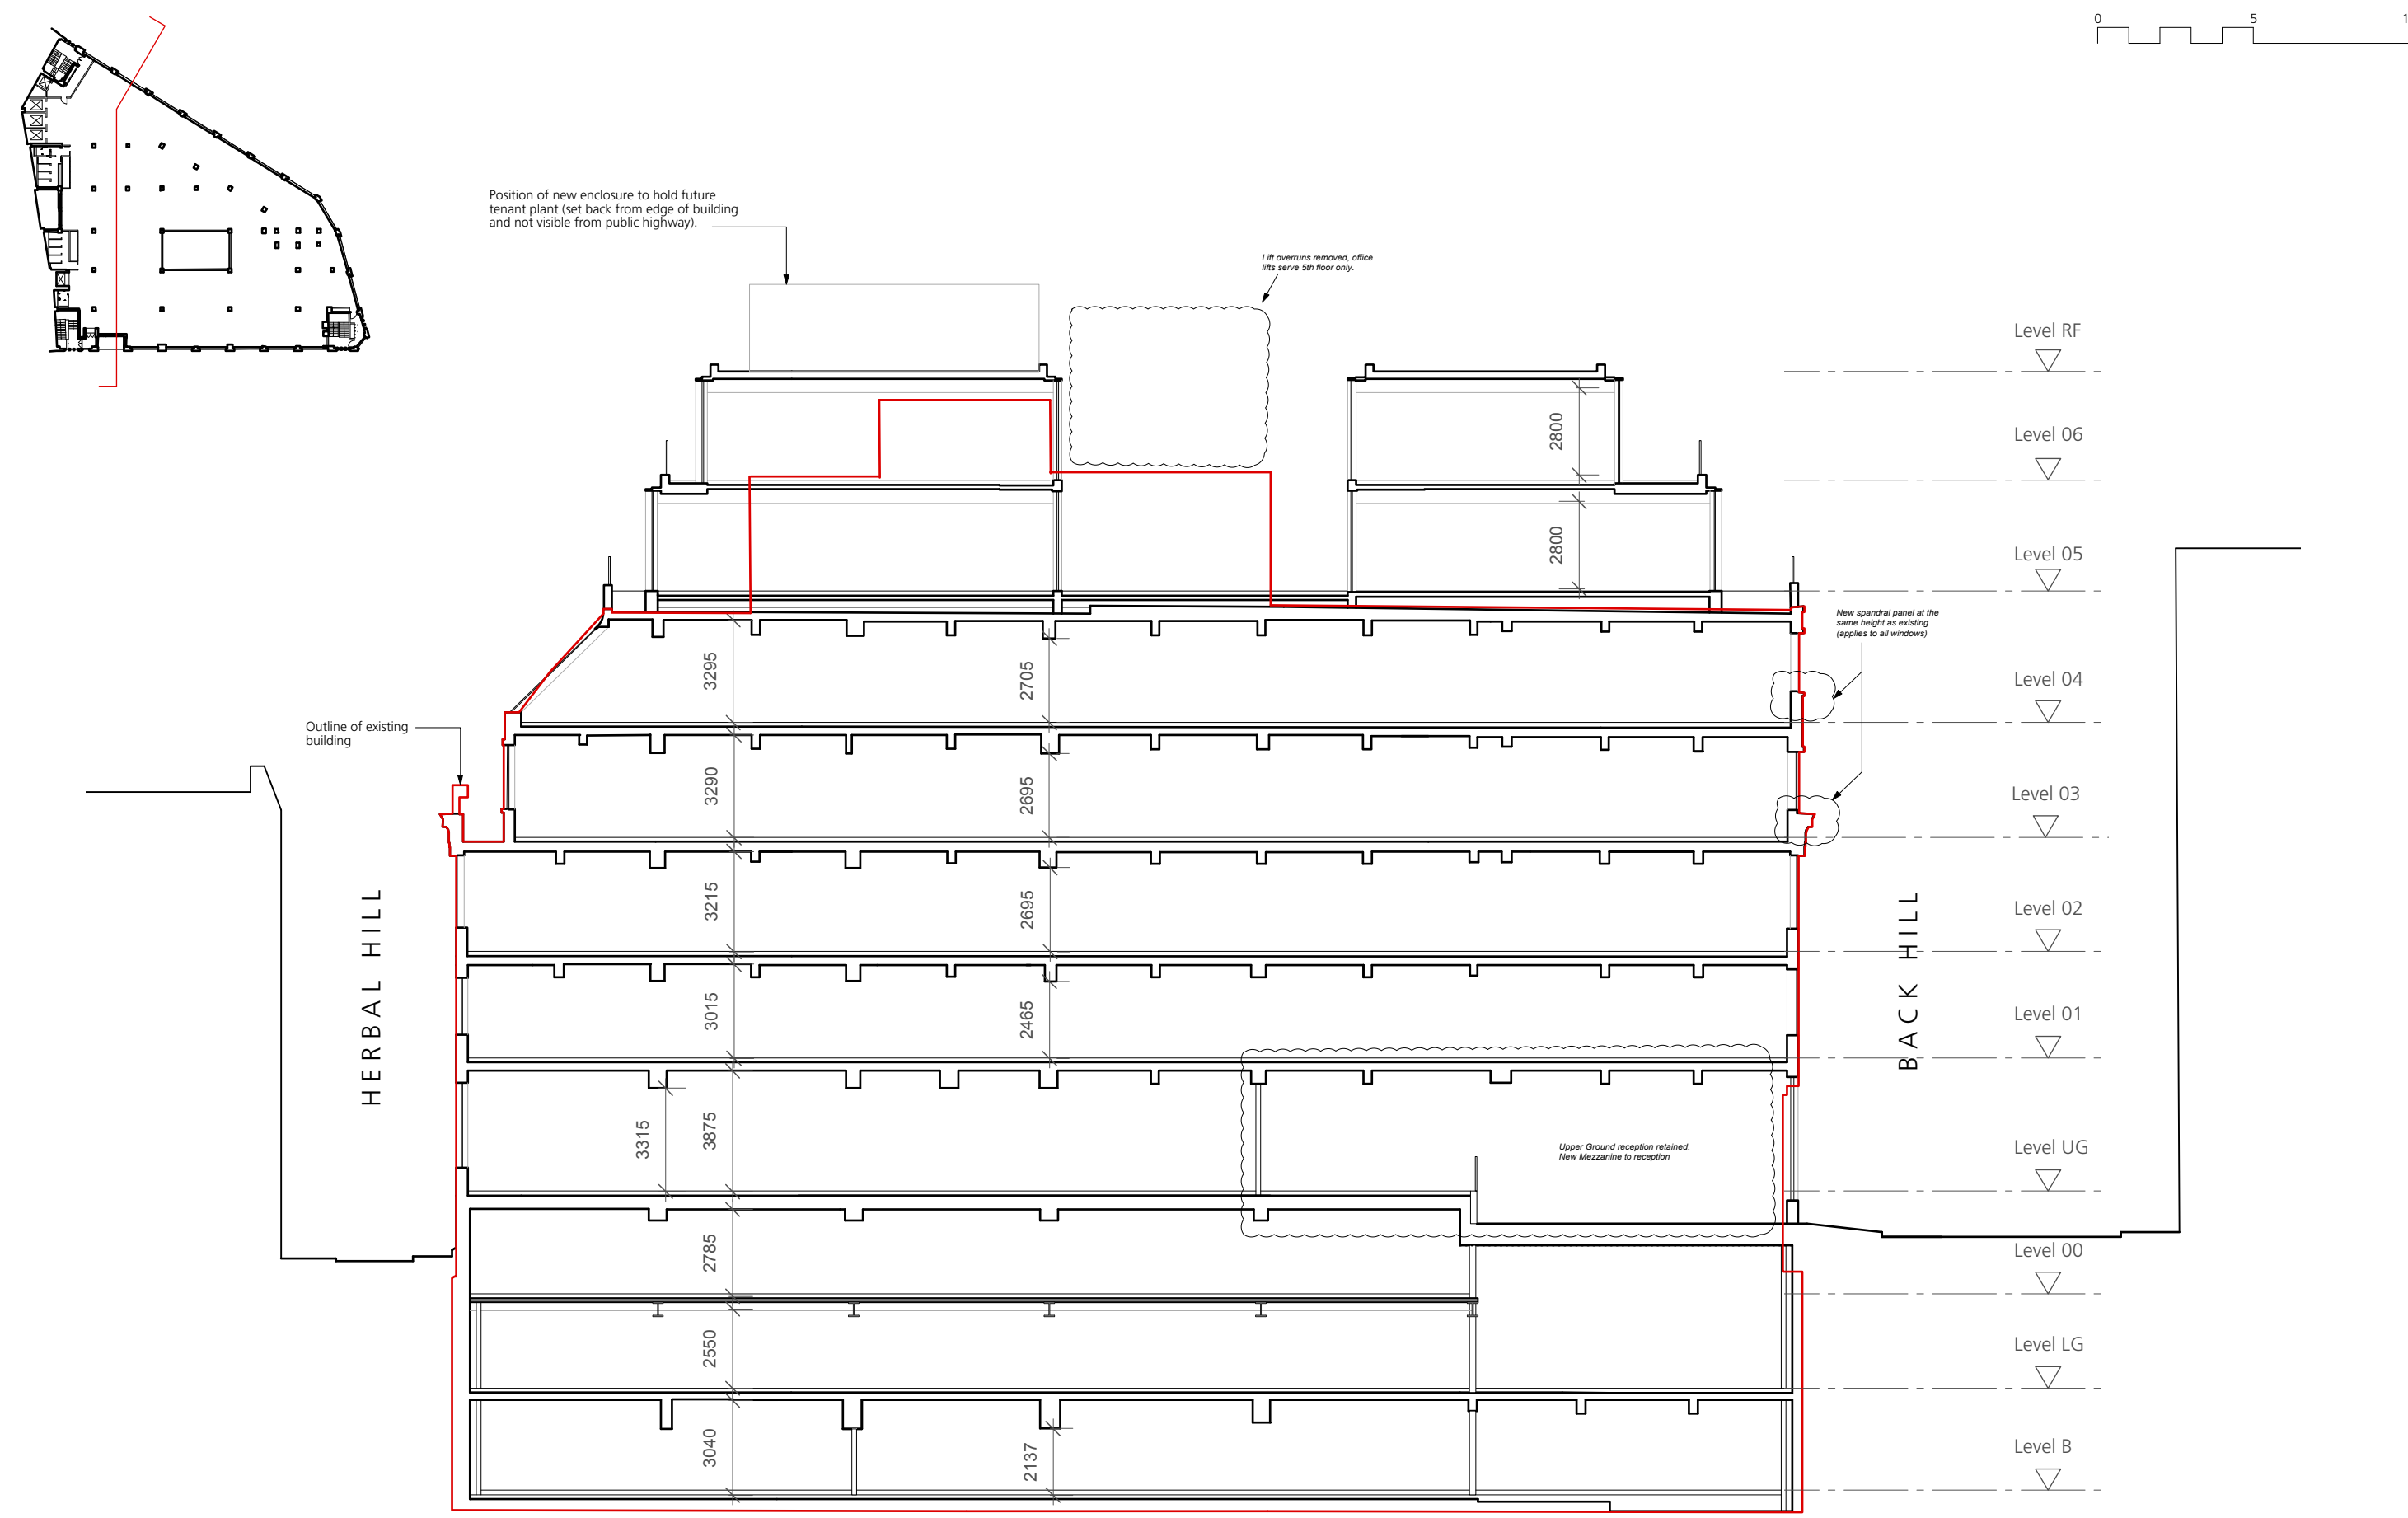 0 5 1
Position of new enclosure to hold future
tenant plant (set back from edge of building
and not visible from public highway).
Lift overruns removed, office
lifts serve 5th floor only.
Level RF
2800
Level 06
2800
Level 05
New spandral panel at the
same height as existing.
(applies to all windows)
3295
2705
Level 04
Outline of existing
building
3290
2695
Level 03
HERBAL HILL
3215
2695
BACK HILL
Level 02
3015
2465
Level 01
3315
3875
Upper Ground reception retained.
New Mezzanine to reception
Level UG
2785
Level 00
2550
Level LG
3040
2137
Level B